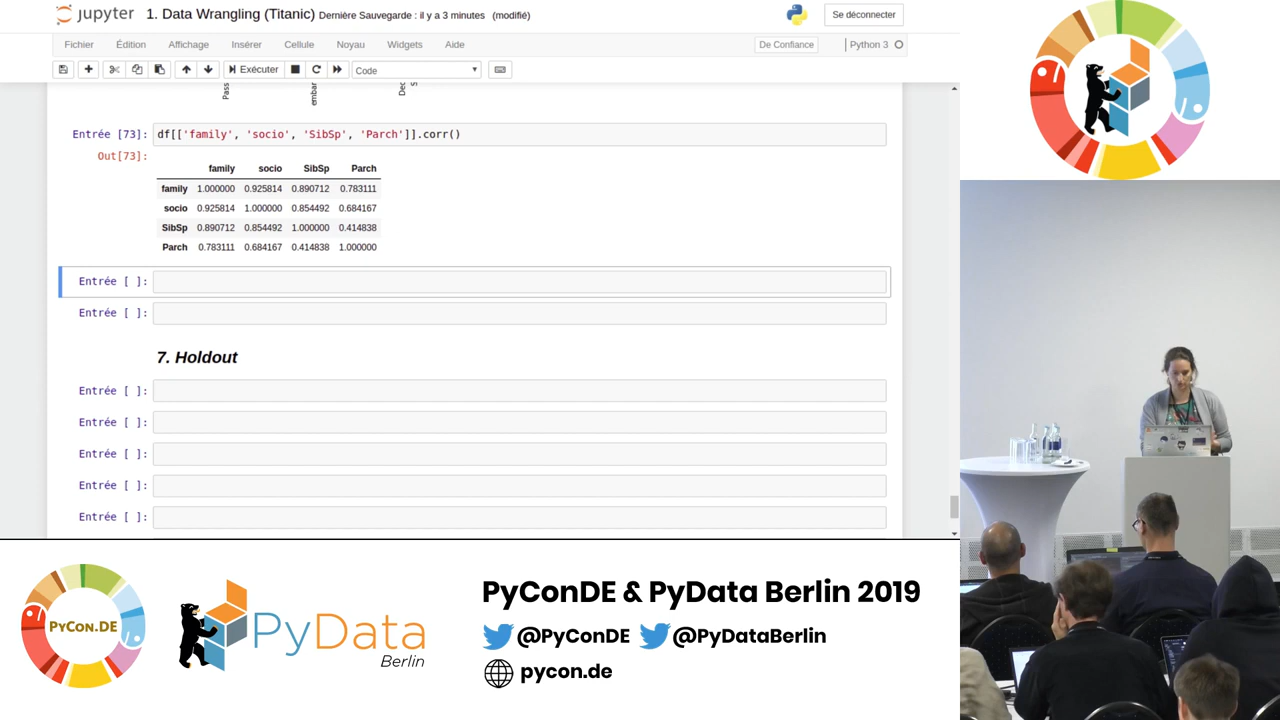 jupyter 1. Data Wrangling (Titanic) Dernière Sauvegarde : il y a 3 minutes (modifié)
Se déconnecter
Fichier Édition Affichage Insérer Cellule Noyau Widgets Aide
De Confiance
Python 3
Exécuter
Code
Entrée [73]: df[['family', 'socio', 'SibSp', 'Parch']].corr()
Out[73]:
family socio SibSp Parch
family 1.000000 0.925814 0.890712 0.783111
socio 0.925814 1.000000 0.854492 0.684167
SibSp 0.890712 0.854492 1.000000 0.414838
Parch 0.783111 0.684167 0.414838 1.000000
Entrée [ ]:
Entrée [ ]:
7. Holdout
Entrée [ ]:
Entrée [ ]:
Entrée [ ]:
Entrée [ ]:
Entrée [ ]:
PyCon.DE
PyData
Berlin
PyConDE & PyData Berlin 2019
@PyConDE @PyDataBerlin
pycon.de